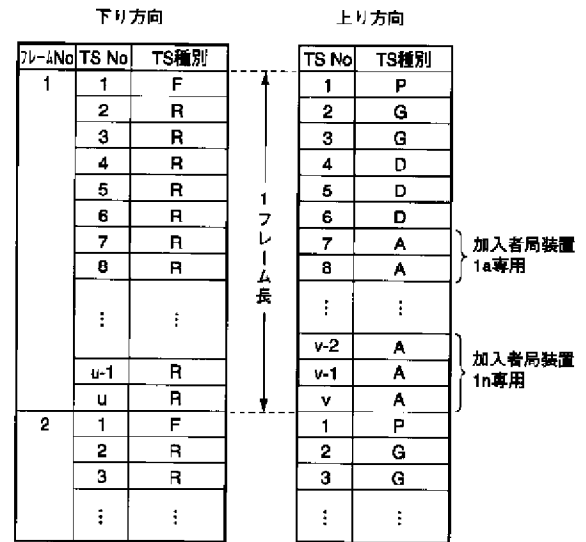 下り方向
上り方向
フレームNo TS No TS種別
TS No TS種別
1 1 F
2 R
3 R
4 R
5 R
6 R
7 R
8 R
⋮ ⋮
u-1 R
u R
2 1 F
2 R
3 R
⋮ ⋮
1フレーム長
1 P
2 G
3 G
4 D
5 D
6 D
7 A
8 A
⋮ ⋮
v-2 A
v-1 A
v A
1 P
2 G
3 G
⋮ ⋮
加入者局装置
1a専用
加入者局装置
1n専用